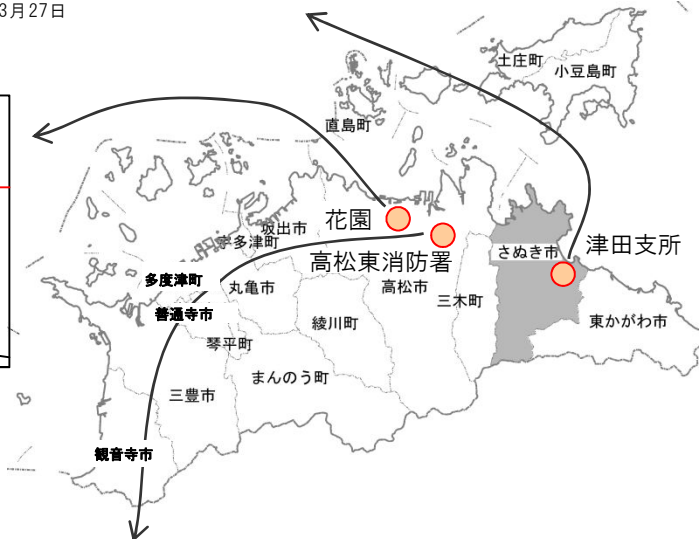 3月27日
土庄町
小豆島町
直島町
花園
坂出市
宇多津町
高松東消防署
さぬき市
津田支所
多度津町
丸亀市
高松市
三木町
善通寺市
綾川町
東かがわ市
琴平町
まんのう町
三豊市
観音寺市